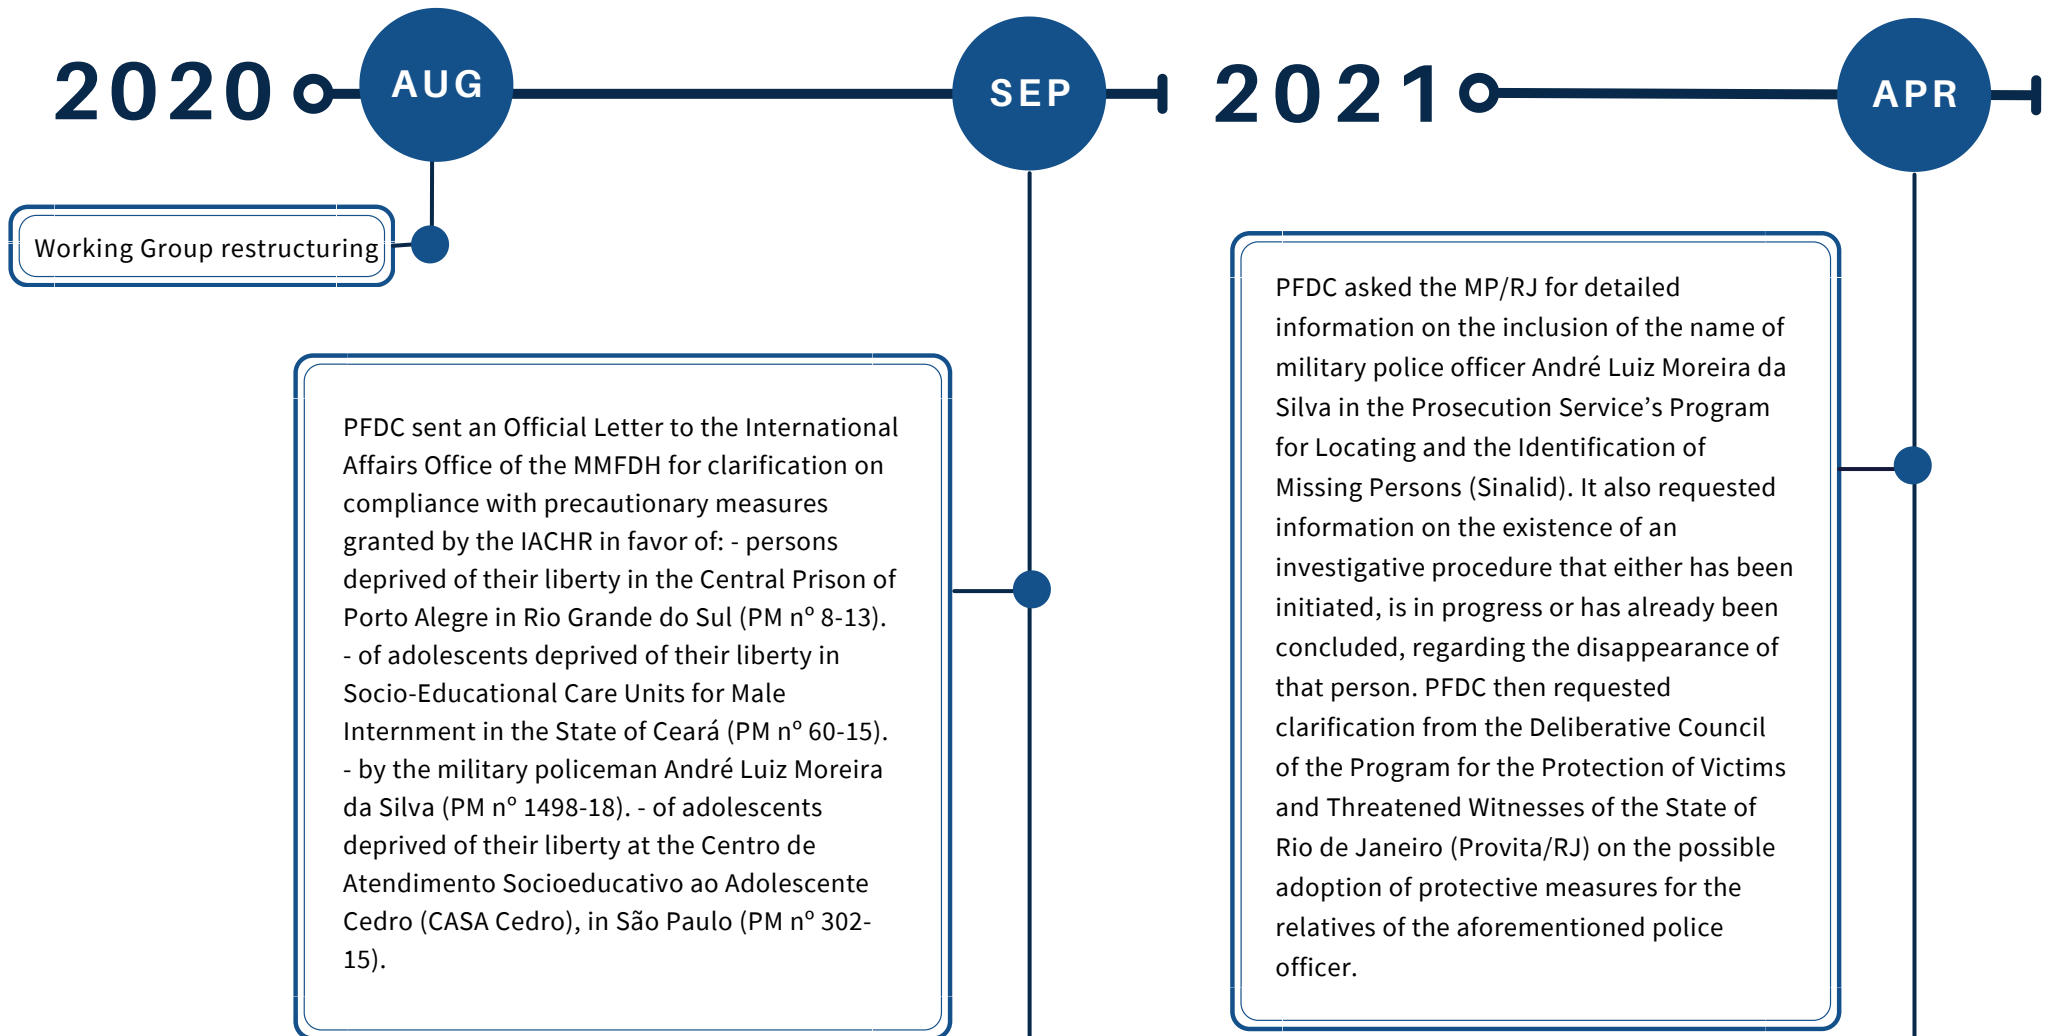 2020
AUG
SEP
2021
APR
Working Group restructuring
PFDC sent an Official Letter to the International
Affairs Office of the MMFDH for clarification on
compliance with precautionary measures
granted by the IACHR in favor of: - persons
deprived of their liberty in the Central Prison of
Porto Alegre in Rio Grande do Sul (PM nº 8-13).
- of adolescents deprived of their liberty in
Socio-Educational Care Units for Male
Internment in the State of Ceará (PM nº 60-15).
- by the military policeman André Luiz Moreira
da Silva (PM nº 1498-18). - of adolescents
deprived of their liberty at the Centro de
Atendimento Socioeducativo ao Adolescente
Cedro (CASA Cedro), in São Paulo (PM nº 302-
15).
PFDC asked the MP/RJ for detailed
information on the inclusion of the name of
military police officer André Luiz Moreira da
Silva in the Prosecution Service’s Program
for Locating and the Identification of
Missing Persons (Sinalid). It also requested
information on the existence of an
investigative procedure that either has been
initiated, is in progress or has already been
concluded, regarding the disappearance of
that person. PFDC then requested
clarification from the Deliberative Council
of the Program for the Protection of Victims
and Threatened Witnesses of the State of
Rio de Janeiro (Provita/RJ) on the possible
adoption of protective measures for the
relatives of the aforementioned police
officer.